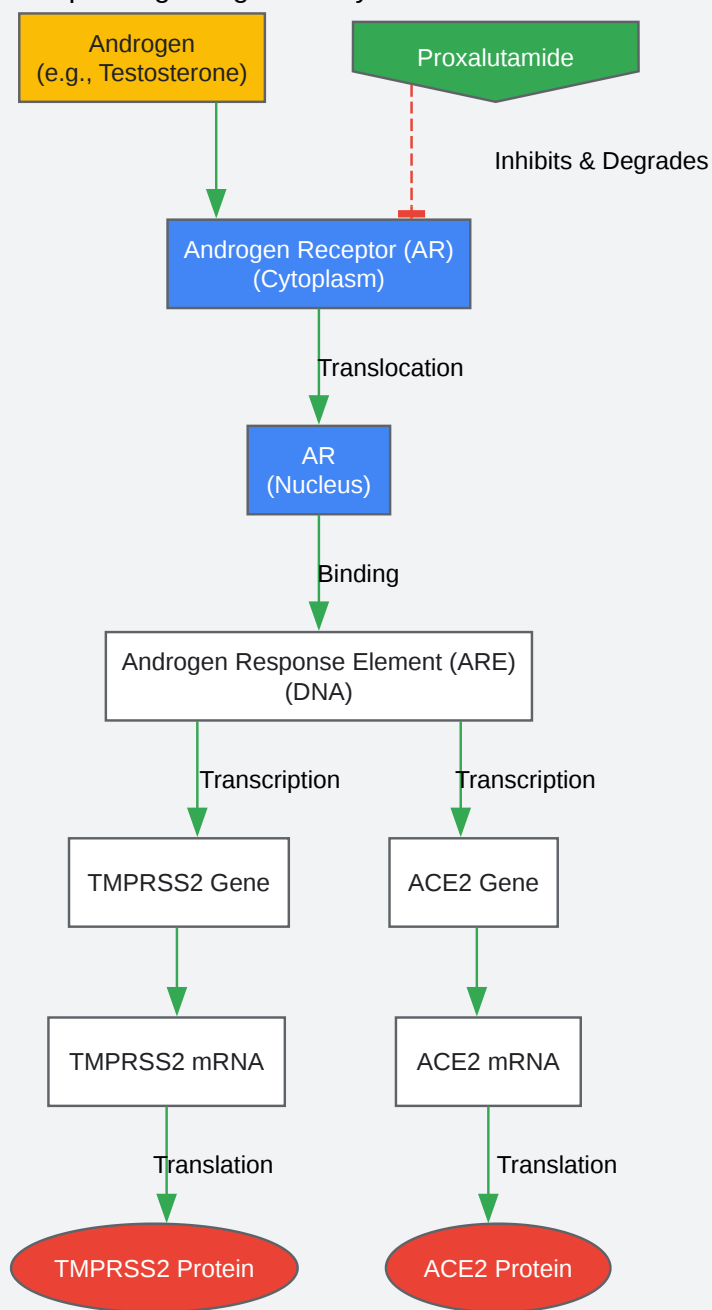 Androgen
(e.g., Testosterone)
Proxalutamide
Inhibits & Degrades
Androgen Receptor (AR)
(Cytoplasm)
Translocation
AR
(Nucleus)
Binding
Androgen Response Element (ARE)
(DNA)
Transcription
Transcription
TMPRSS2 Gene
ACE2 Gene
TMPRSS2 mRNA
ACE2 mRNA
Translation
Translation
TMPRSS2 Protein
ACE2 Protein